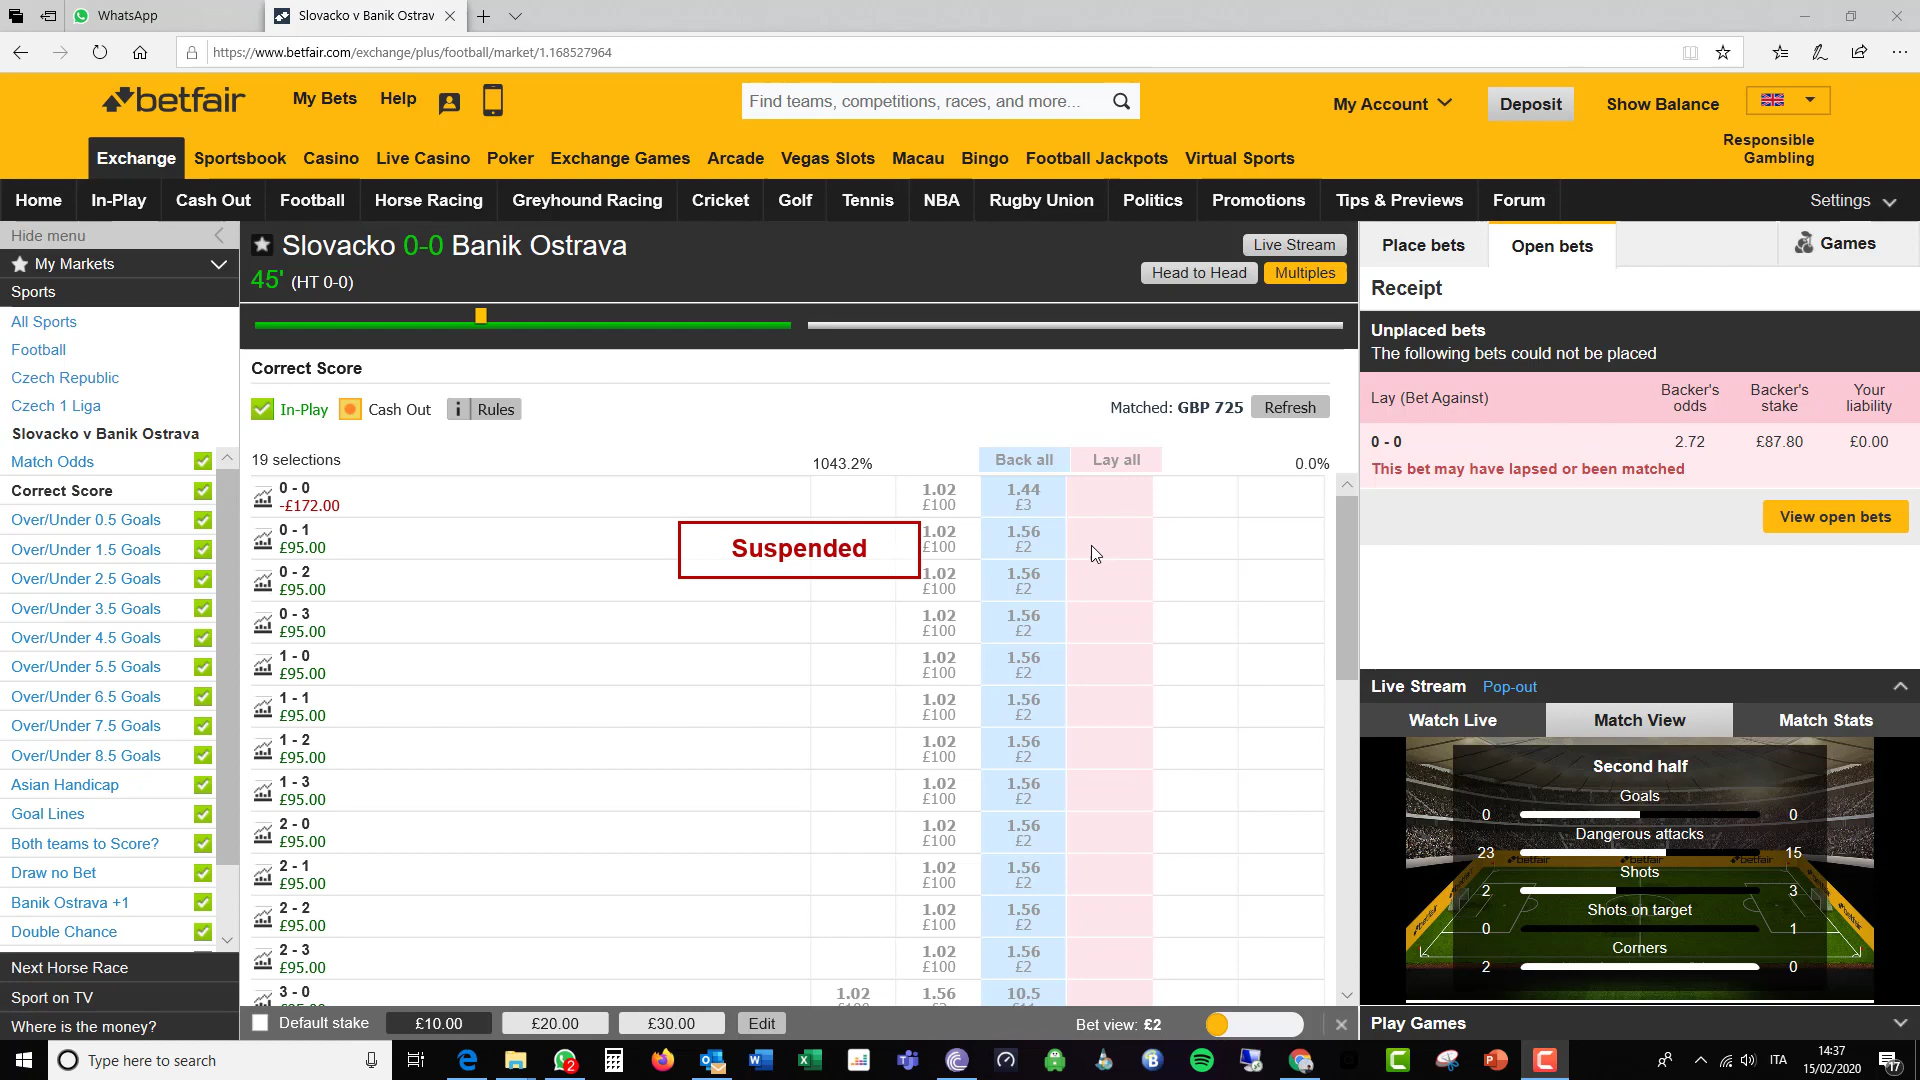 WhatsApp
Slovacko v Banik Ostrav
https://www.betfair.com/exchange/plus/football/market/1.168527964
betfair
My Bets
Help
Find teams, competitions, races, and more...
My Account
Deposit
Show Balance
Responsible
Gambling
Exchange Sportsbook Casino Live Casino Poker Exchange Games Arcade Vegas Slots Macau Bingo Football Jackpots Virtual Sports
Home In-Play Cash Out Football Horse Racing Greyhound Racing Cricket Golf Tennis NBA Rugby Union Politics Promotions Tips & Previews Forum Settings
Hide menu
My Markets
Sports
All Sports
Football
Czech Republic
Czech 1 Liga
Slovacko v Banik Ostrava
Match Odds
Correct Score
Over/Under 0.5 Goals
Over/Under 1.5 Goals
Over/Under 2.5 Goals
Over/Under 3.5 Goals
Over/Under 4.5 Goals
Over/Under 5.5 Goals
Over/Under 6.5 Goals
Over/Under 7.5 Goals
Over/Under 8.5 Goals
Asian Handicap
Goal Lines
Both teams to Score?
Draw no Bet
Banik Ostrava +1
Double Chance
Next Horse Race
Sport on TV
Where is the money?
Slovacko 0-0 Banik Ostrava
45' (HT 0-0)
Live Stream
Head to Head
Multiples
Correct Score
In-Play
Cash Out
i Rules
Matched: GBP 725
Refresh
19 selections
1043.2%
Back all
Lay all
0.0%
0 - 0 1.02 1.44
-£172.00 £100 £3
0 - 1 1.02 1.56
£95.00 £100 £2
Suspended
0 - 2 1.02 1.56
£95.00 £100 £2
0 - 3 1.02 1.56
£95.00 £100 £2
1 - 0 1.02 1.56
£95.00 £100 £2
1 - 1 1.02 1.56
£95.00 £100 £2
1 - 2 1.02 1.56
£95.00 £100 £2
1 - 3 1.02 1.56
£95.00 £100 £2
2 - 0 1.02 1.56
£95.00 £100 £2
2 - 1 1.02 1.56
£95.00 £100 £2
2 - 2 1.02 1.56
£95.00 £100 £2
2 - 3 1.02 1.56
£95.00 £100 £2
3 - 0 1.02 1.56 10.5
Default stake
£10.00
£20.00
£30.00
Edit
Bet view: £2
Place bets
Open bets
Games
Receipt
Unplaced bets
The following bets could not be placed
Lay (Bet Against)
Backer's
odds
Backer's
stake
Your
liability
0 - 0 2.72 £87.80 £0.00
This bet may have lapsed or been matched
View open bets
Live Stream Pop-out
Watch Live
Match View
Match Stats
Second half
Goals
0 0
Dangerous attacks
23 15
betfair betfair betfair
Shots
2 3
Shots on target
0 1
Corners
2 0
Play Games
Type here to search
2
ITA
14:37
15/02/2020
17